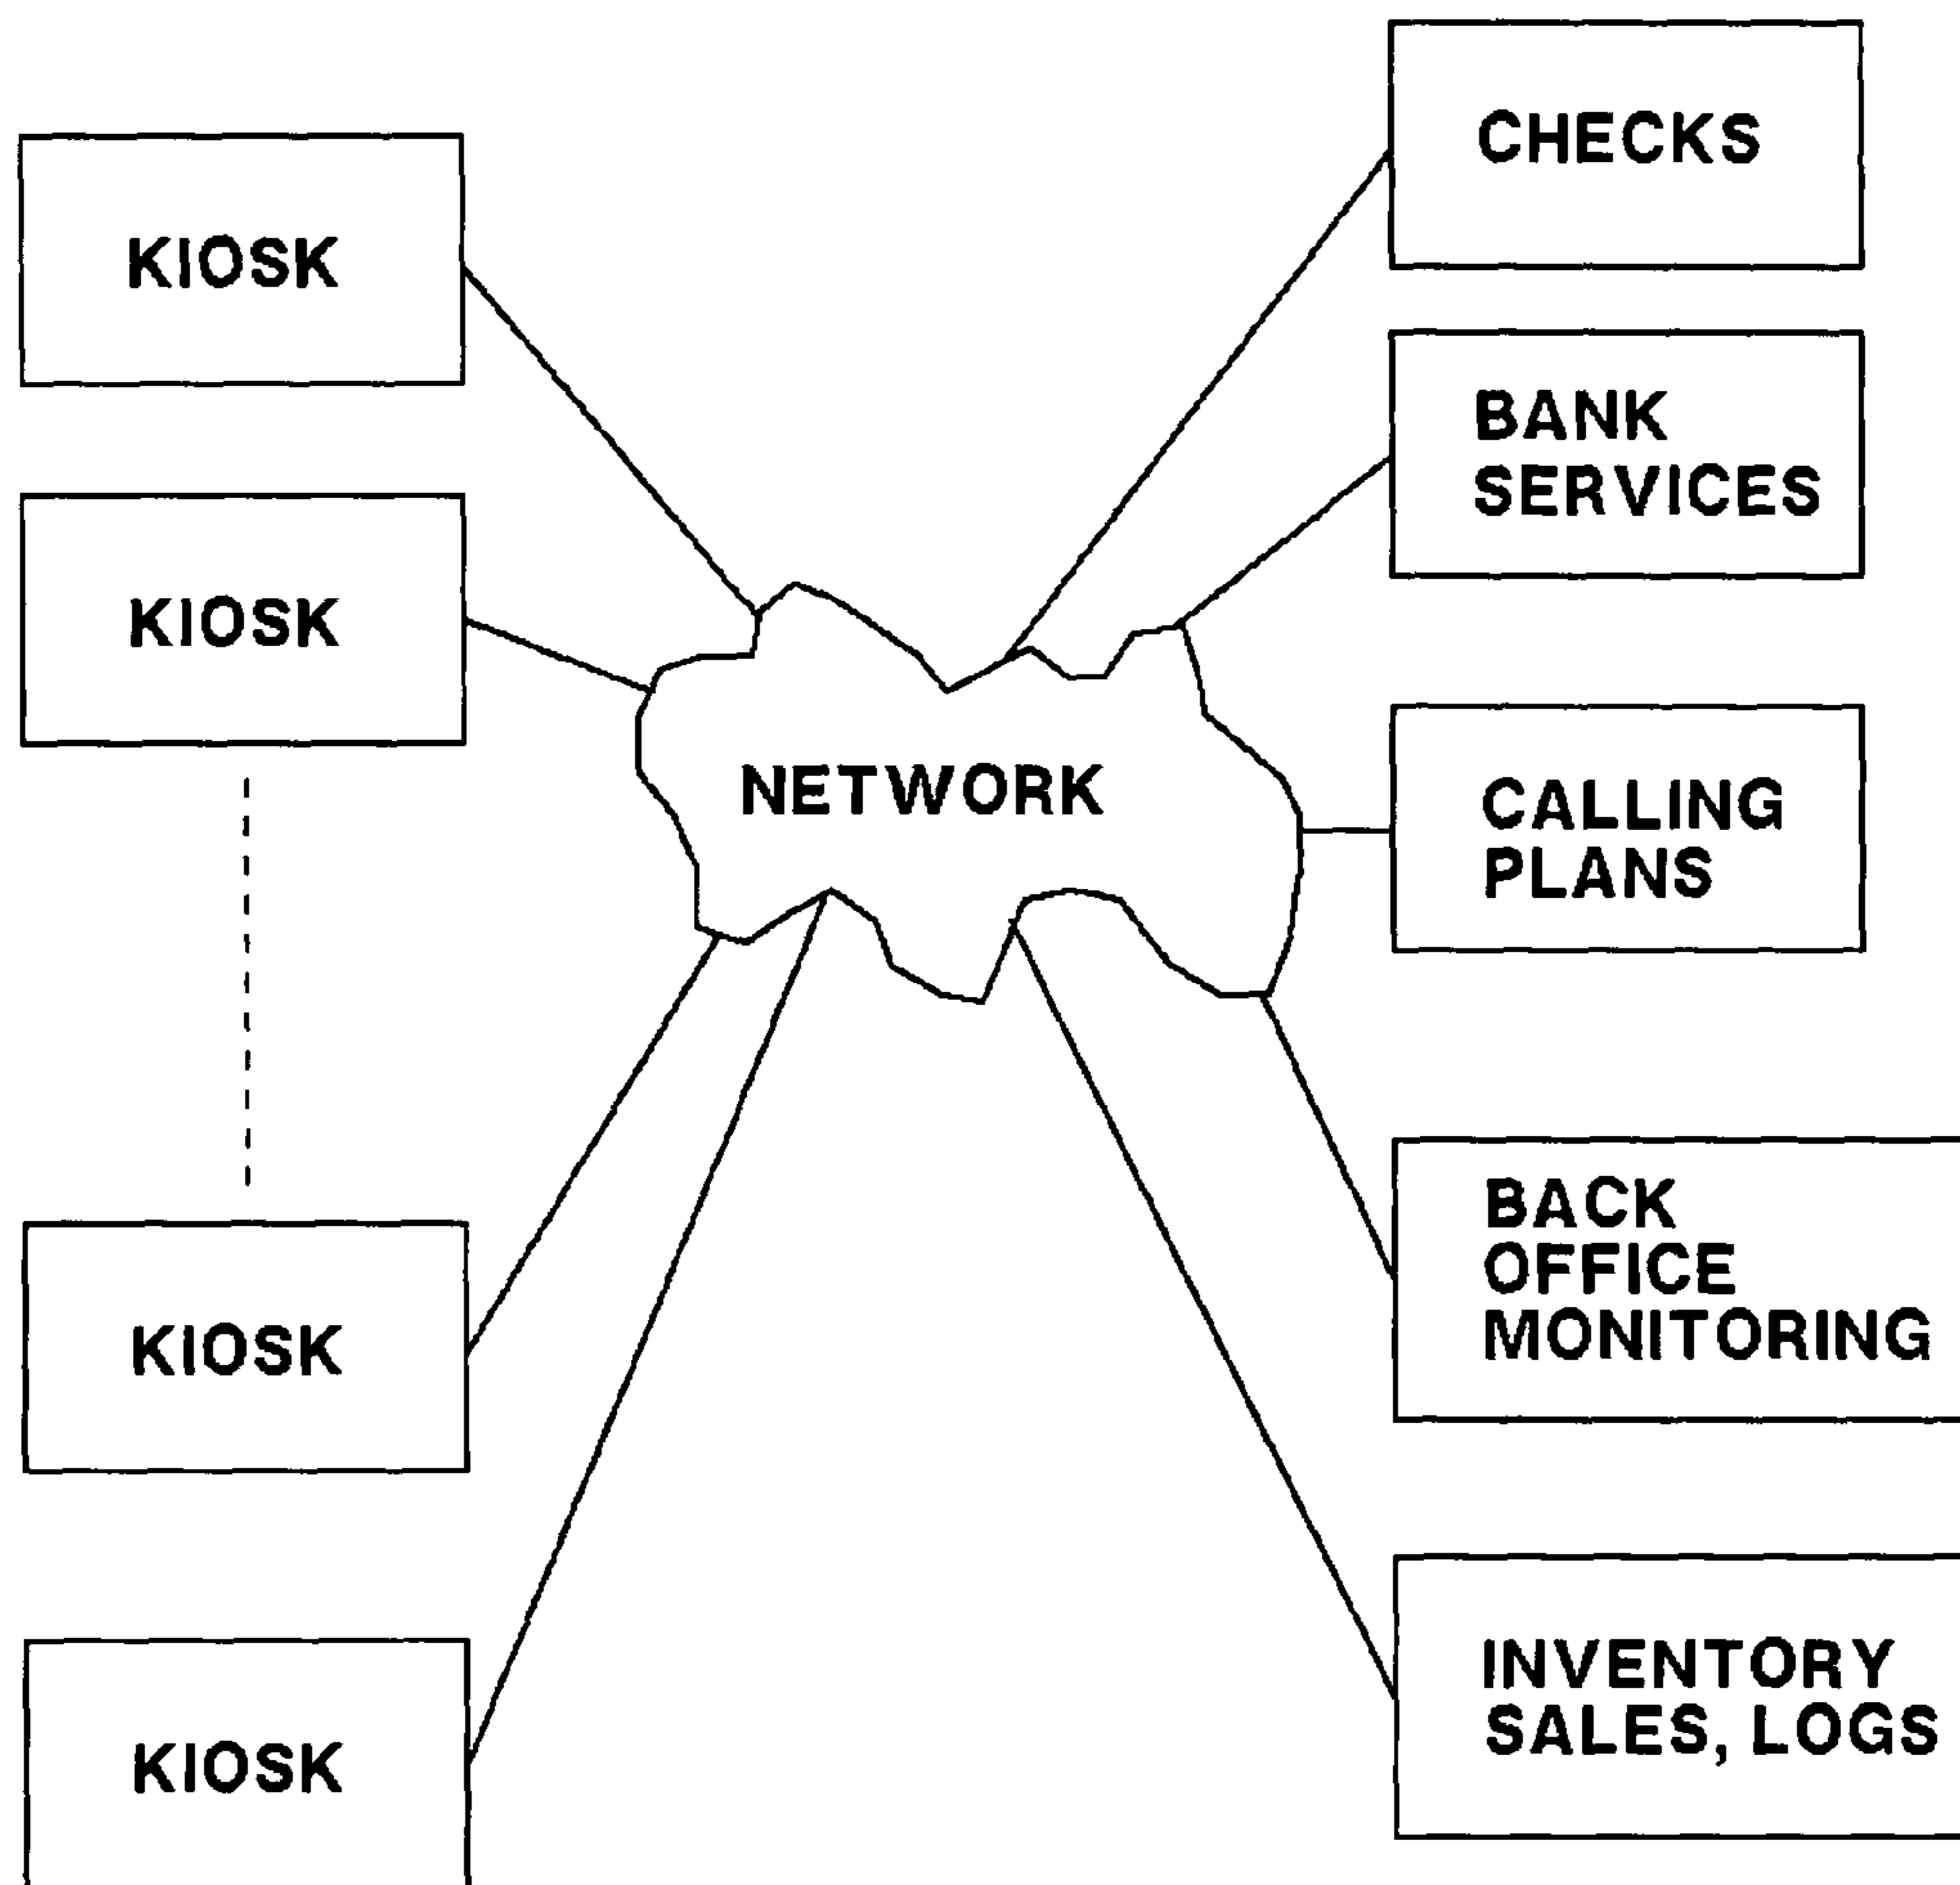 KIOSK
KIOSK
KIOSK
KIOSK
NETWORK
CHECKS
BANK
SERVICES
CALLING
PLANS
BACK
OFFICE
MONITORING
INVENTORY
SALES, LOGS